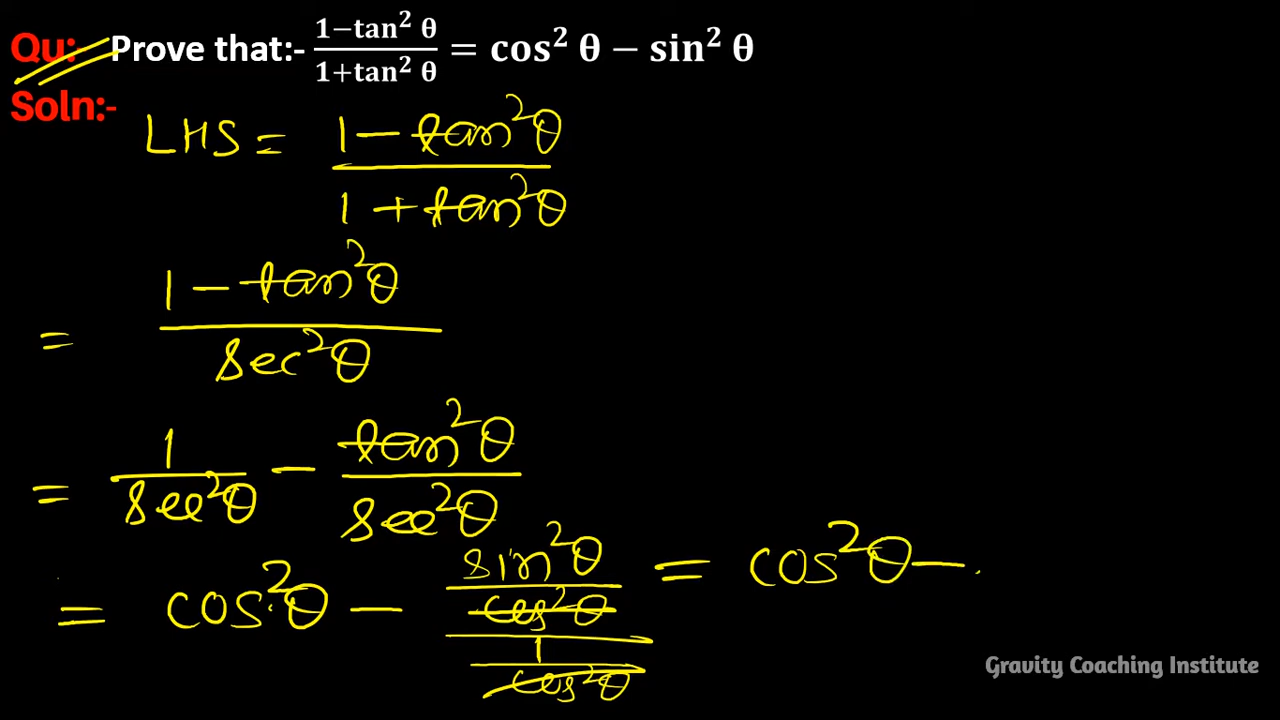 Qu:- Prove that:- (1−tan² θ)/(1+tan² θ) = cos² θ − sin² θ
Soln:-
LHS = (1 − tan²θ)/(1 + tan²θ)
= (1 − tan²θ)/(sec²θ)
= 1/(sec²θ) − (tan²θ)/(sec²θ)
= cos²θ − (sin²θ/cos²θ)/(1/cos²θ) = cos²θ −
Gravity Coaching Institute